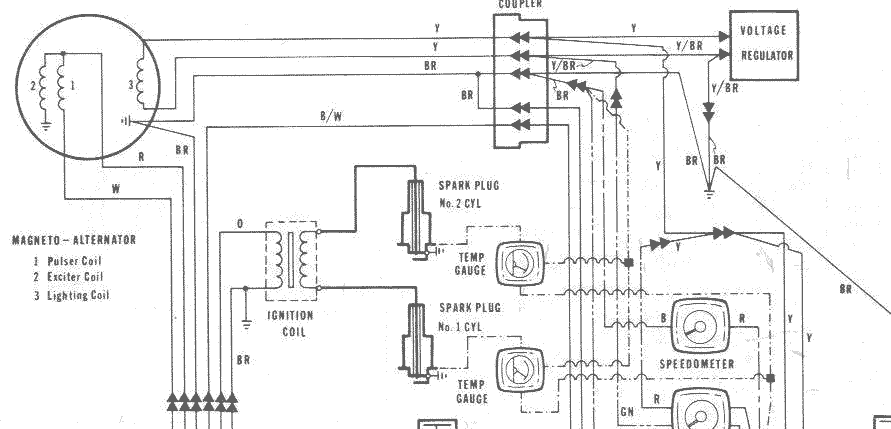 COUPLER
Y
Y
VOLTAGE
REGULATOR
Y
Y/BR
BR
Y/BR
BR
BR
Y/BR
2
1
3
B/W
BR
BR
BR
R
Y
W
SPARK PLUG
No. 2 CYL
O
MAGNETO – ALTERNATOR
1 Pulser Coil
2 Exciter Coil
3 Lighting Coil
TEMP
GAUGE
Y
BR
IGNITION
COIL
SPARK PLUG
No. 1 CYL
B
R
Y
Y
SPEEDOMETER
BR
TEMP
GAUGE
R
GN